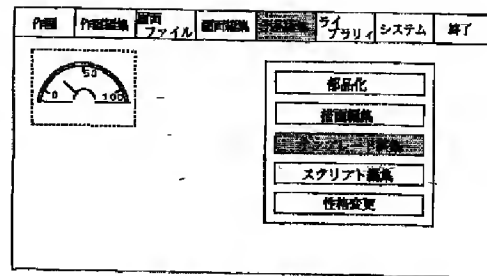 作図
作図編集
画面ファイル
画面編集
ライブラリィ
システム
終了
0 50 100
部品化
描画編集
スクリプト編集
性格変更